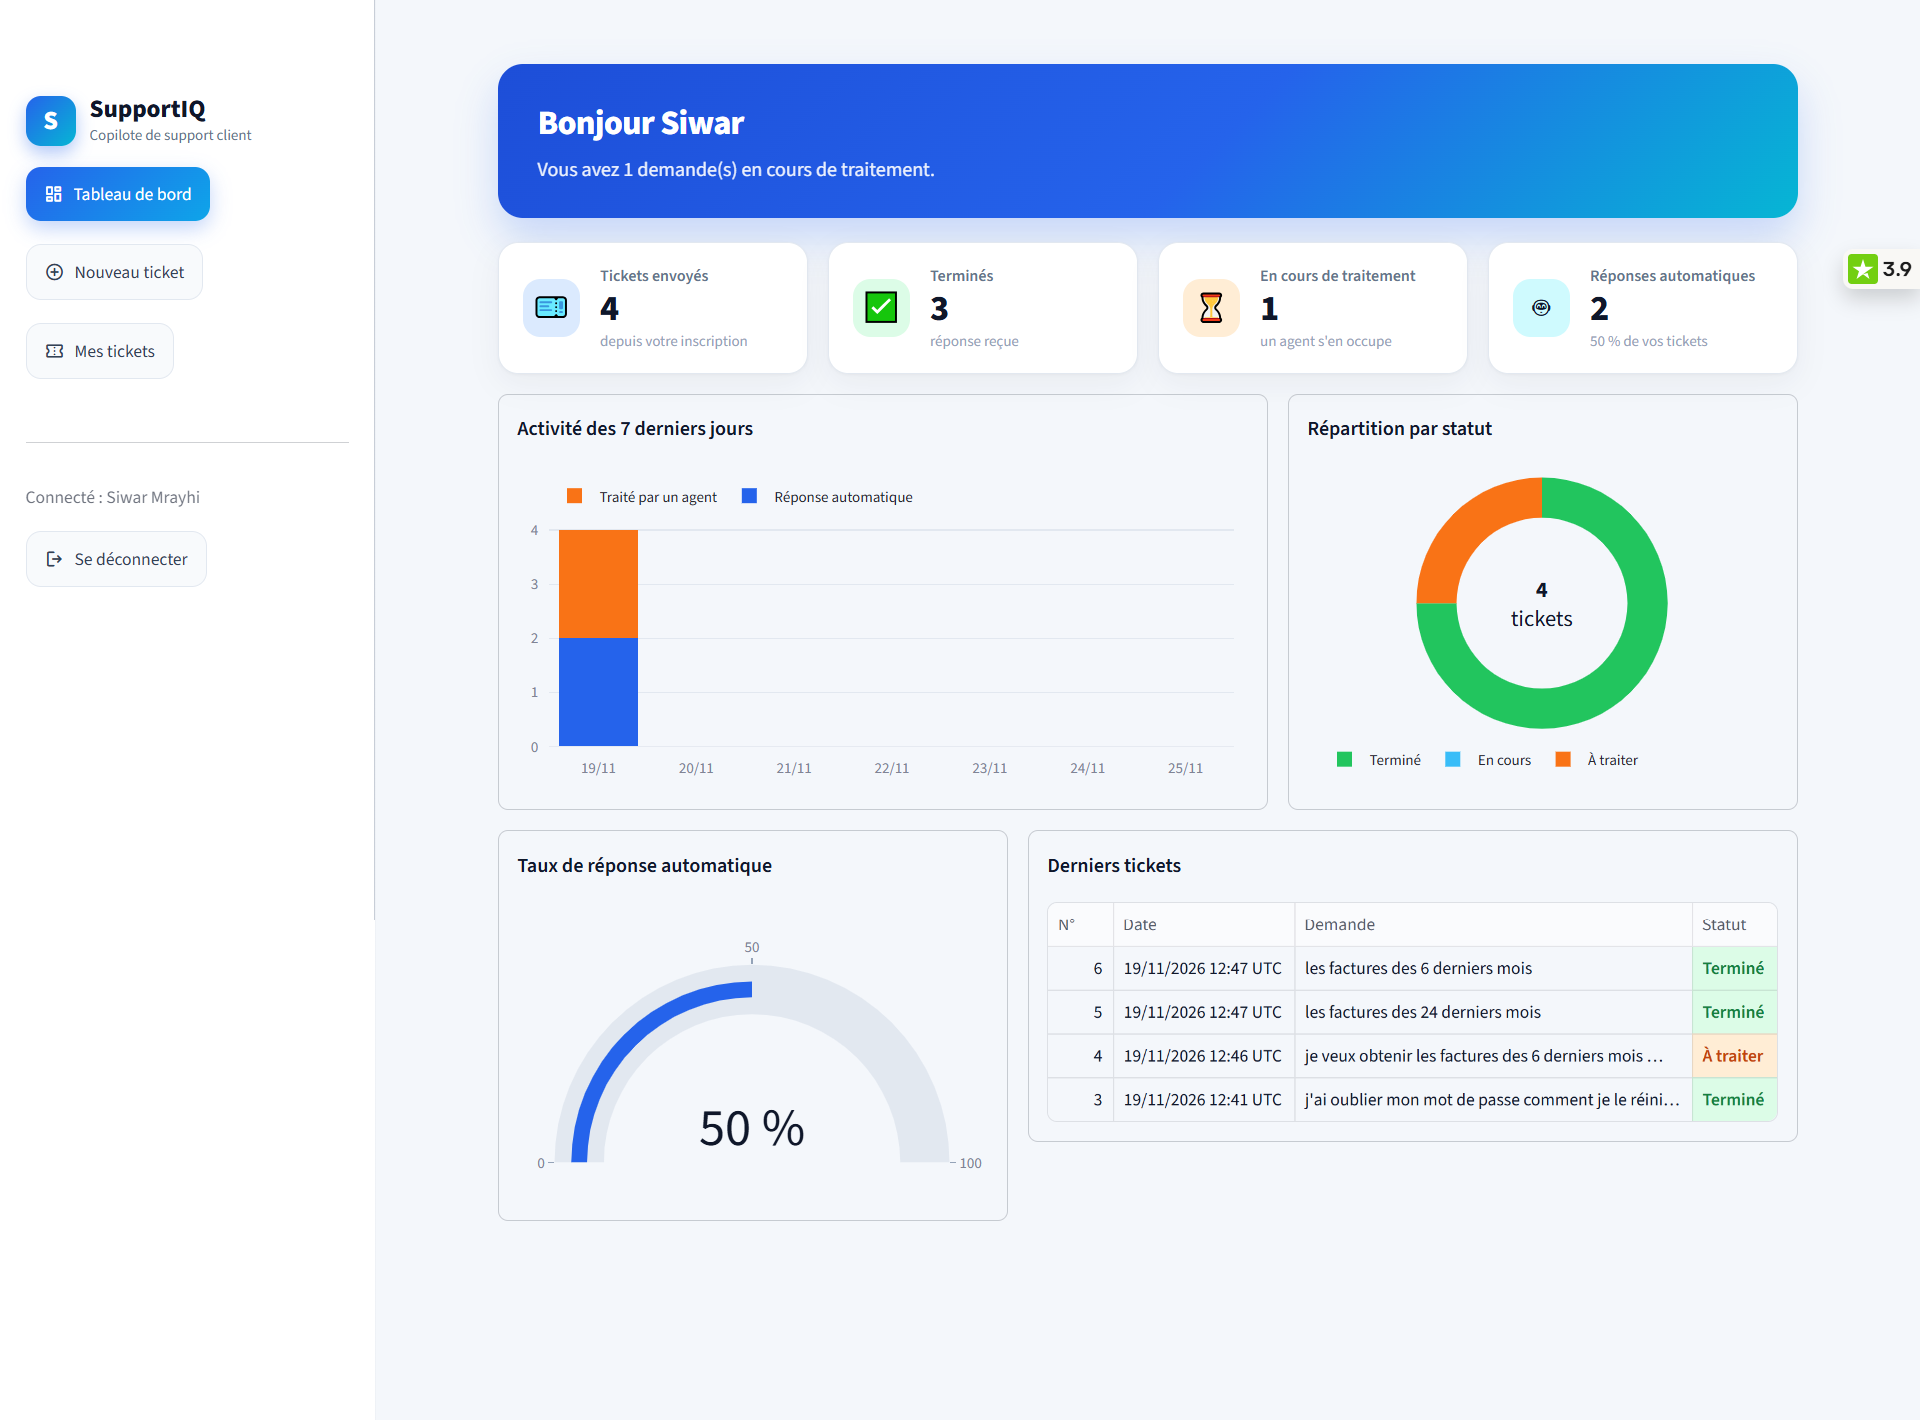 S
SupportIQ
Copilote de support client
Tableau de bord
Nouveau ticket
Mes tickets
Connecté : Siwar Mrayhi
Se déconnecter
Bonjour Siwar
Vous avez 1 demande(s) en cours de traitement.
Tickets envoyés
4
depuis votre inscription
Terminés
3
réponse reçue
En cours de traitement
1
un agent s'en occupe
Réponses automatiques
2
50 % de vos tickets
3.9
Activité des 7 derniers jours
Traité par un agent Réponse automatique
4
3
2
1
0
19/11 20/11 21/11 22/11 23/11 24/11 25/11
Répartition par statut
4
tickets
Terminé En cours À traiter
Taux de réponse automatique
50
50 %
0 100
Derniers tickets
N° Date Demande Statut
6 19/11/2026 12:47 UTC les factures des 6 derniers mois Terminé
5 19/11/2026 12:47 UTC les factures des 24 derniers mois Terminé
4 19/11/2026 12:46 UTC je veux obtenir les factures des 6 derniers mois … À traiter
3 19/11/2026 12:41 UTC j'ai oublier mon mot de passe comment je le réini… Terminé